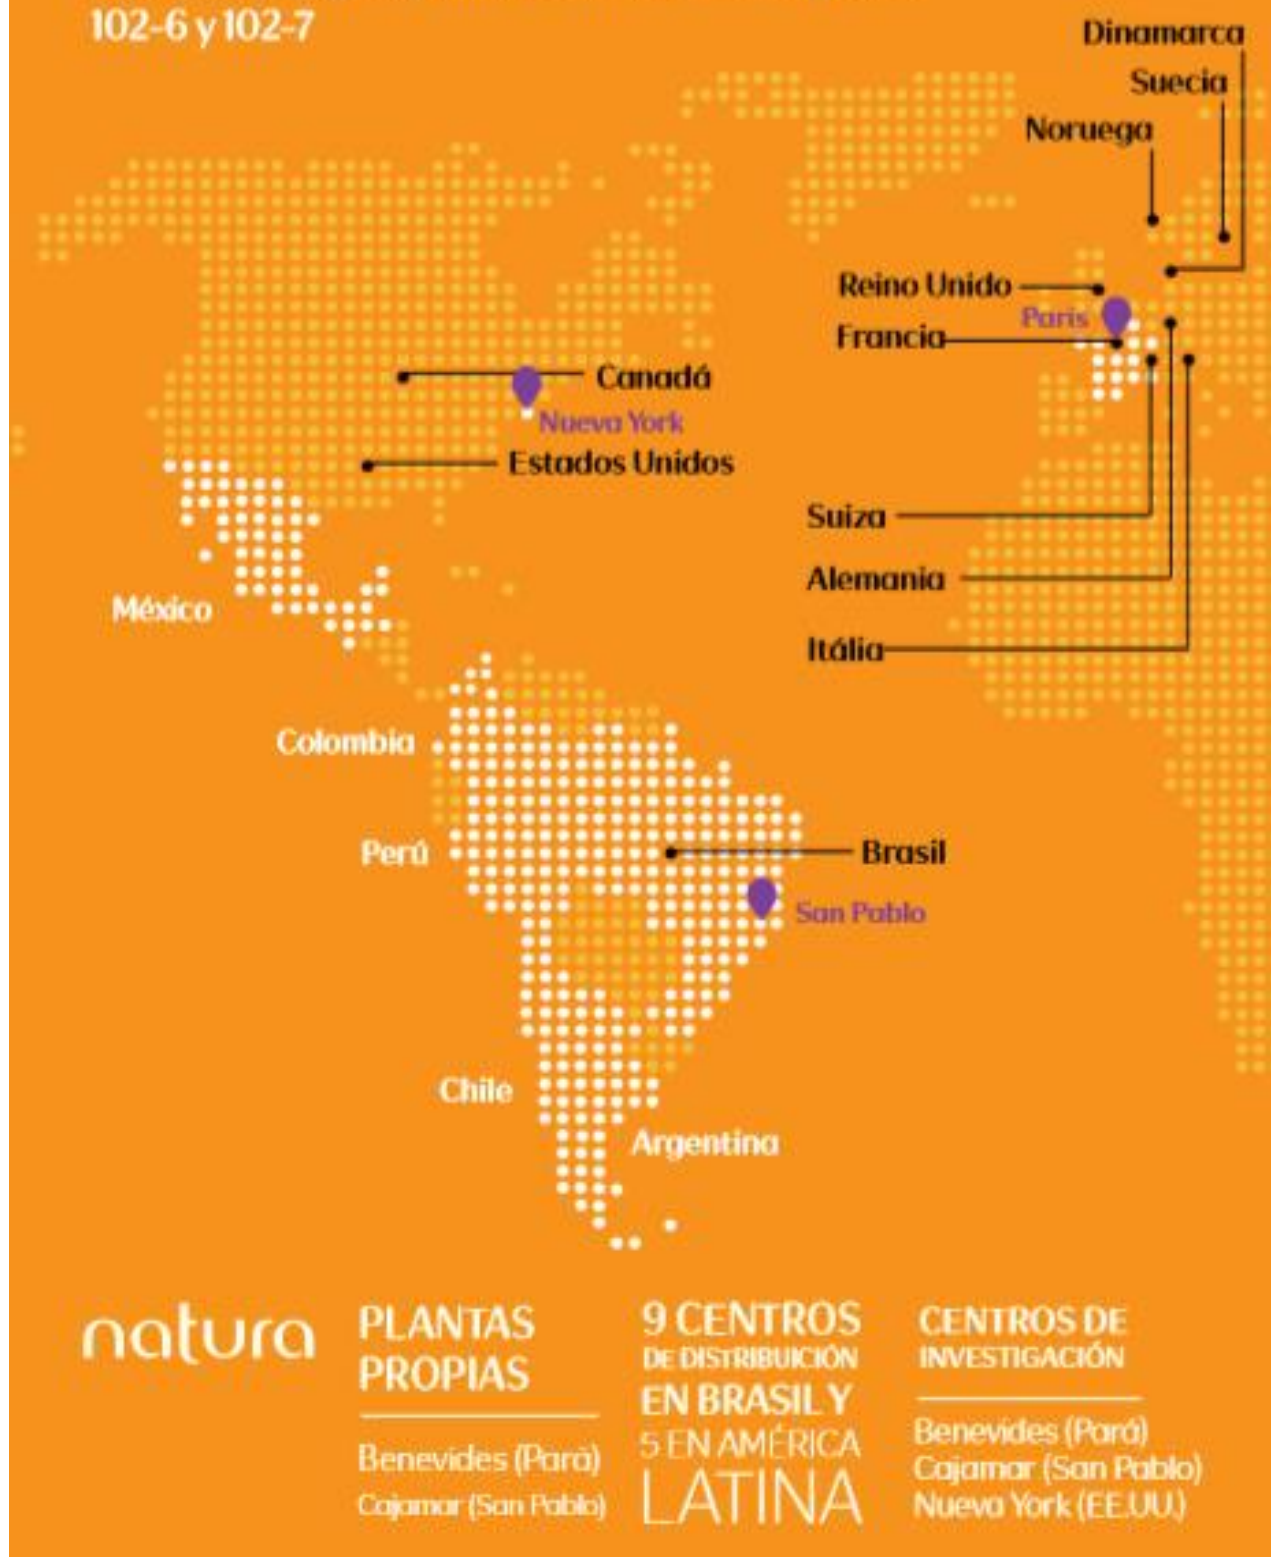 102-6 y 102-7
Dinamarca
Suecia
Noruega
Reino Unido
París
Francia
Canadá
Nueva York
Estados Unidos
Suiza
Alemania
Itália
México
Colombia
Perú
Brasil
San Pablo
Chile
Argentina
natura
PLANTAS
PROPIAS
Benevides (Parà)
Cajamar (San Pablo)
9 CENTROS
DE DISTRIBUICIÓN
EN BRASIL Y
5 EN AMÉRICA
LATINA
CENTROS DE
INVESTIGACIÓN
Benevides (Pará)
Cajamar (San Pablo)
Nueva York (EE.UU.)